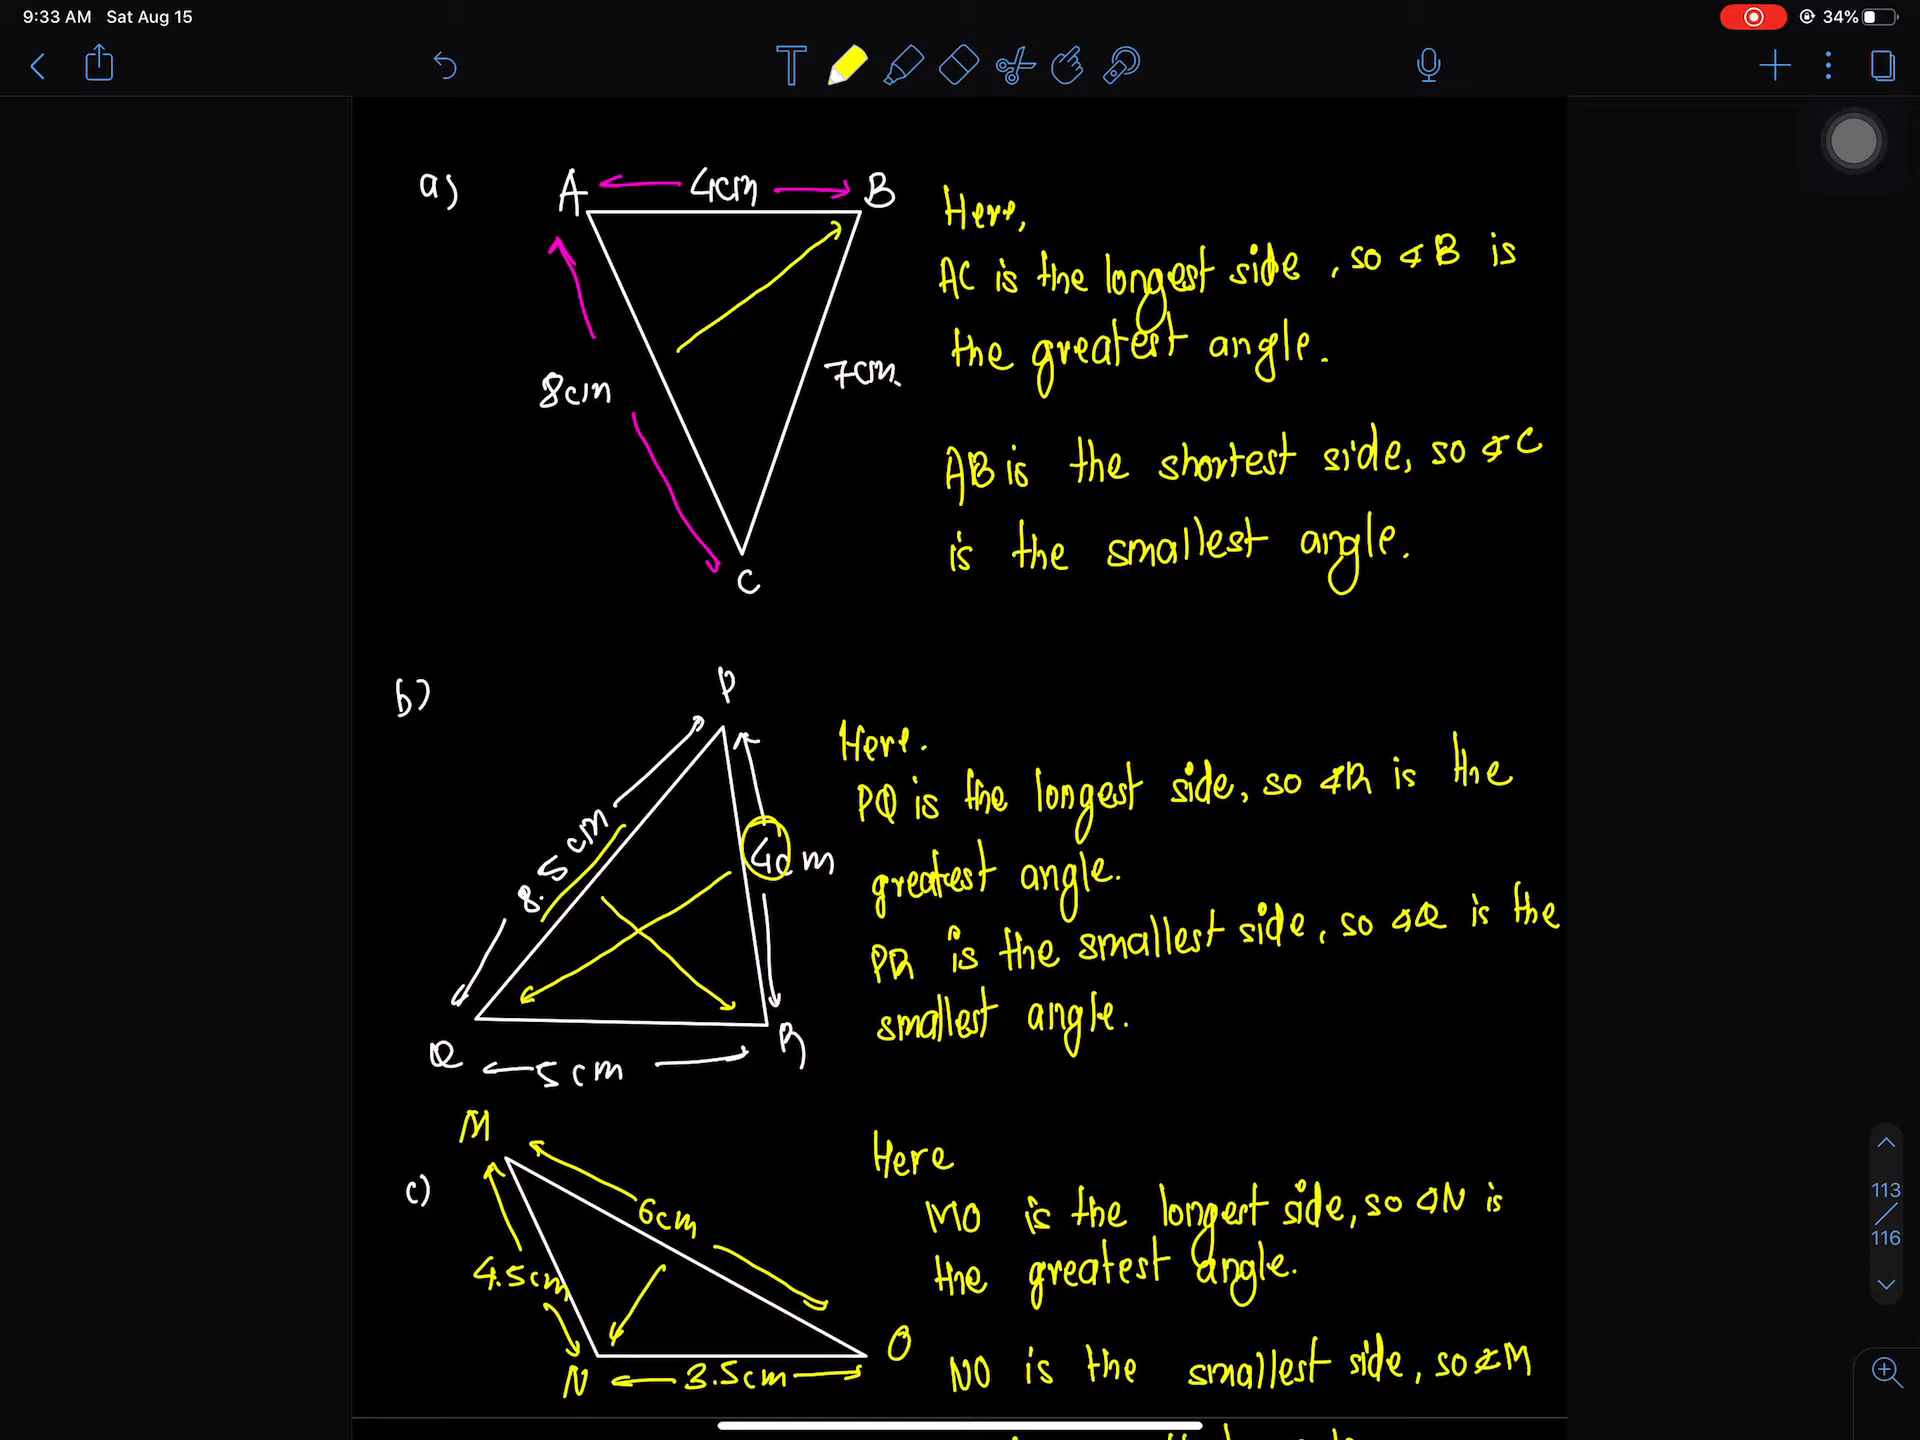 9:33 AM Sat Aug 15
34%
a)
A 4cm B
8cm
7cm.
C
Here,
AC is the longest side, so ∡B is
the greatest angle.
AB is the shortest side, so ∡C
is the smallest angle.
b)
P
8.5cm
4cm
Q 5cm R
Here.
PQ is the longest side, so ∡R is the
greatest angle.
PR is the smallest side, so ∡Q is the
smallest angle.
c)
M
6cm
4.5cm
N 3.5cm O
Here
MO is the longest side, so ∡N is
the greatest angle.
NO is the smallest side, so ∡M
113
/
116